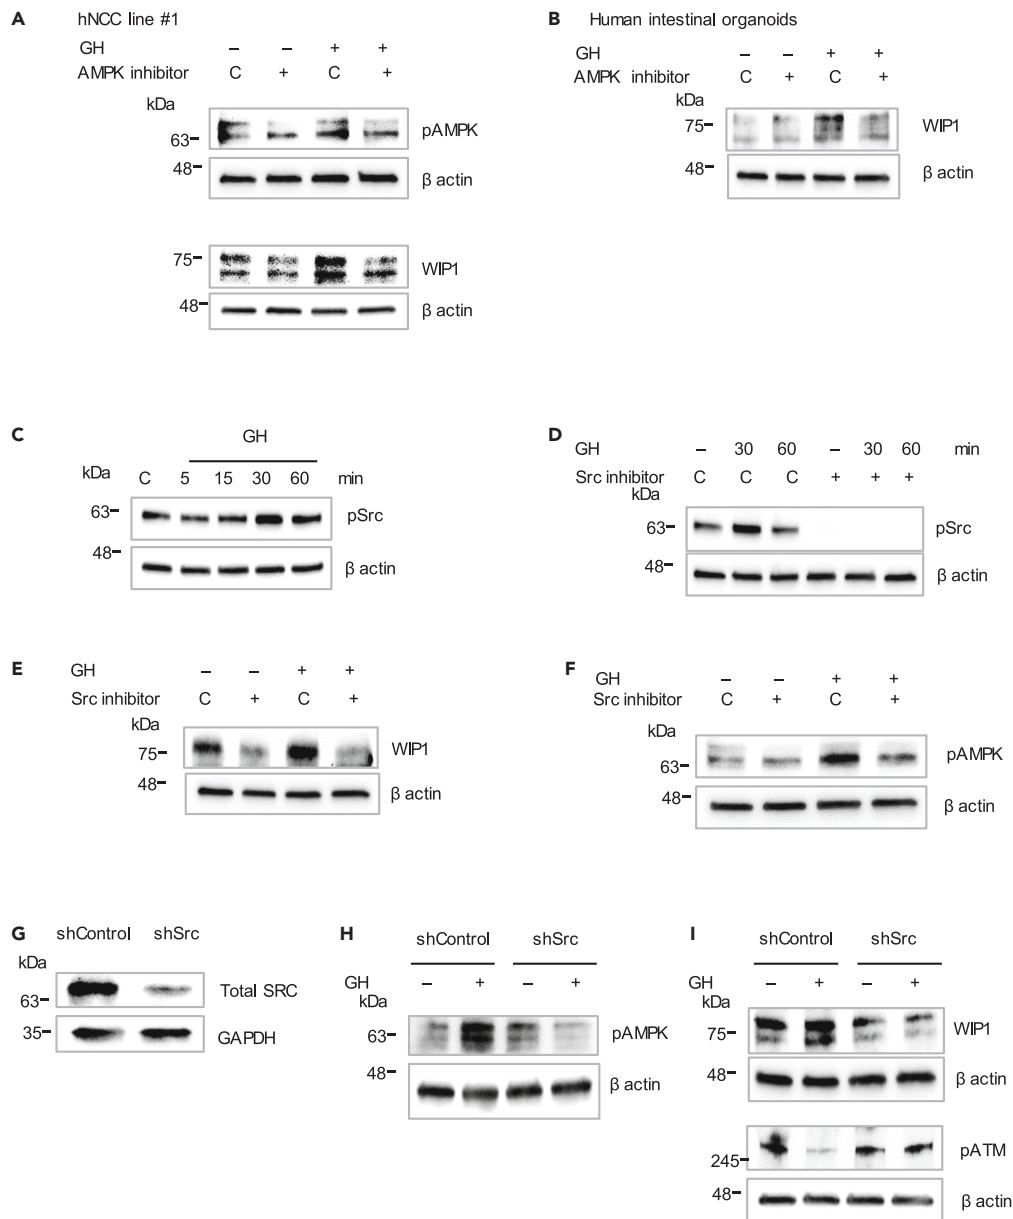 A hNCC line #1
GH – – + +
AMPK inhibitor C + C +
kDa
63 pAMPK
48 β actin
75 WIP1
48 β actin
B Human intestinal organoids
GH – – + +
AMPK inhibitor C + C +
kDa
75 WIP1
48 β actin
C GH
kDa C 5 15 30 60 min
63 pSrc
48 β actin
D GH – 30 60 – 30 60 min
Src inhibitor C C C + + +
kDa
63 pSrc
48 β actin
E GH – – + +
Src inhibitor C + C +
kDa
75 WIP1
48 β actin
F GH – – + +
Src inhibitor C + C +
kDa
63 pAMPK
48 β actin
G shControl shSrc
kDa
63 Total SRC
35 GAPDH
H shControl shSrc
GH – + – +
kDa
63 pAMPK
48 β actin
I shControl shSrc
GH – + – +
kDa
75 WIP1
48 β actin
245 pATM
48 β actin